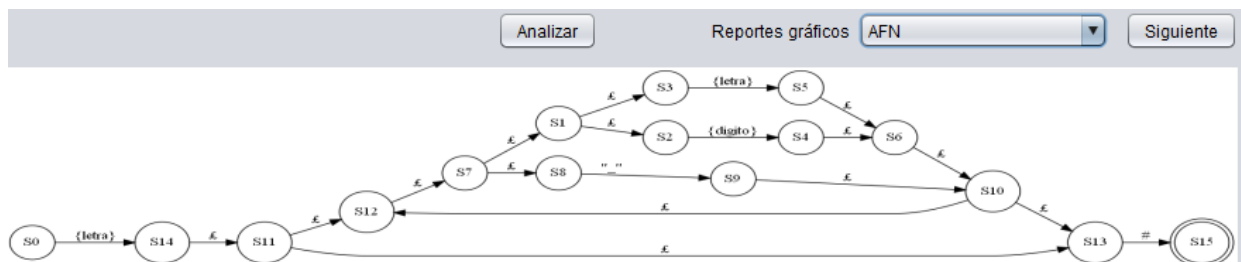 Analizar Reportes gráficos AFN Siguiente
S3 {letra} S5
£ £
S1 £ S2 {digito} S4 £ S6
£ £
S7 £ S8 "_" S9 £ S10
£ £ £
S12
£
S0 {letra} S14 £ S11 £ S13 # S15